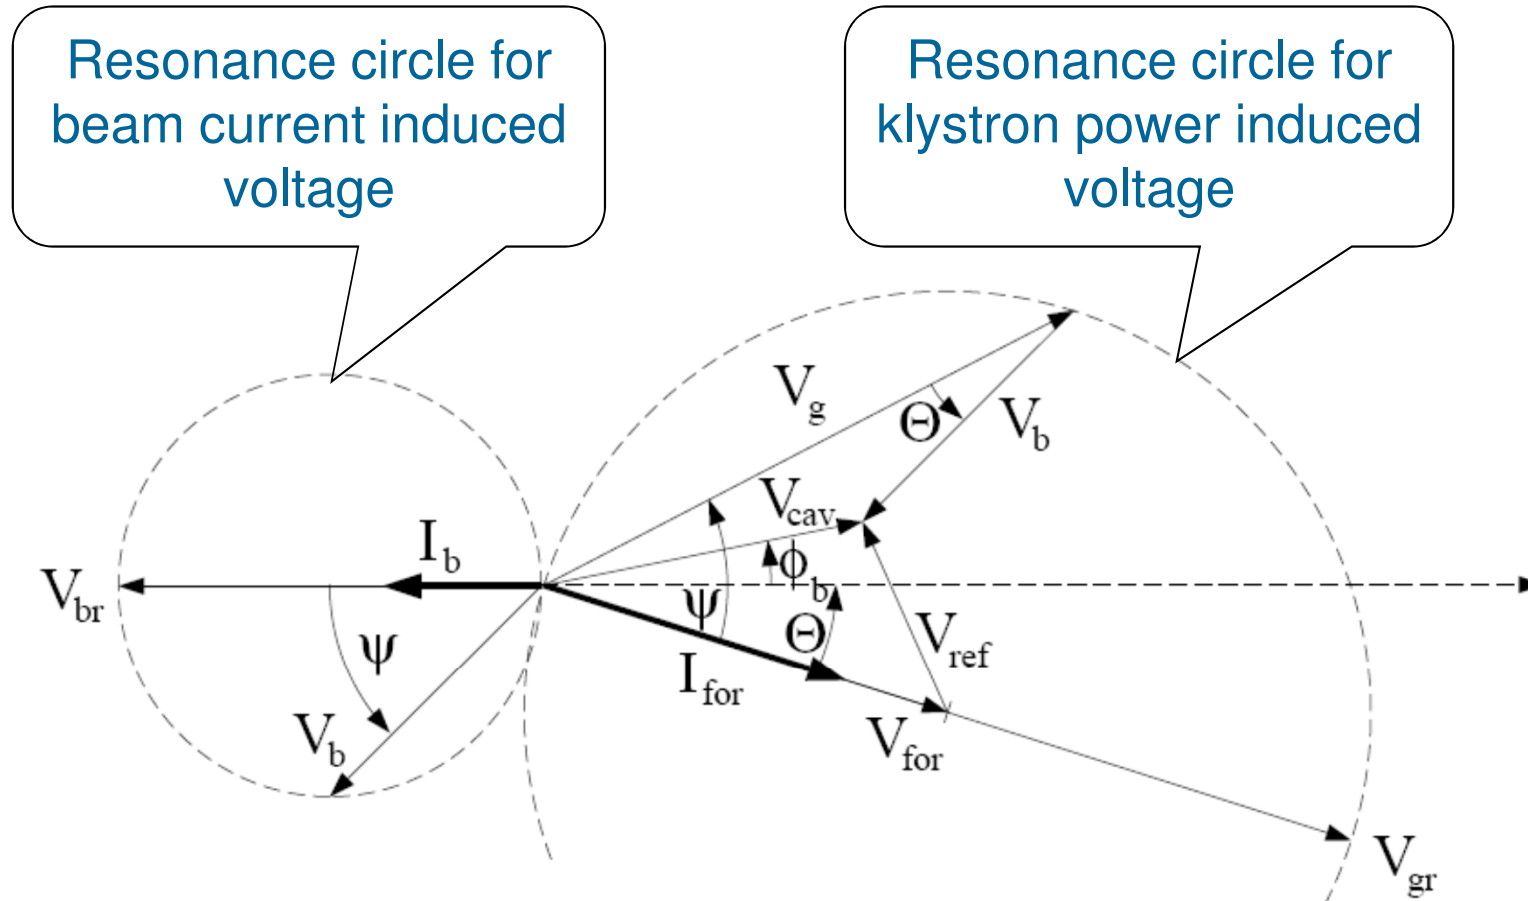 Resonance circle for
beam current induced
voltage
Resonance circle for
klystron power induced
voltage
V_g
Θ
V_b
V_cav
I_b
ϕ_b
V_br
ψ
Θ
ψ
V_ref
I_for
V_b
V_for
V_gr